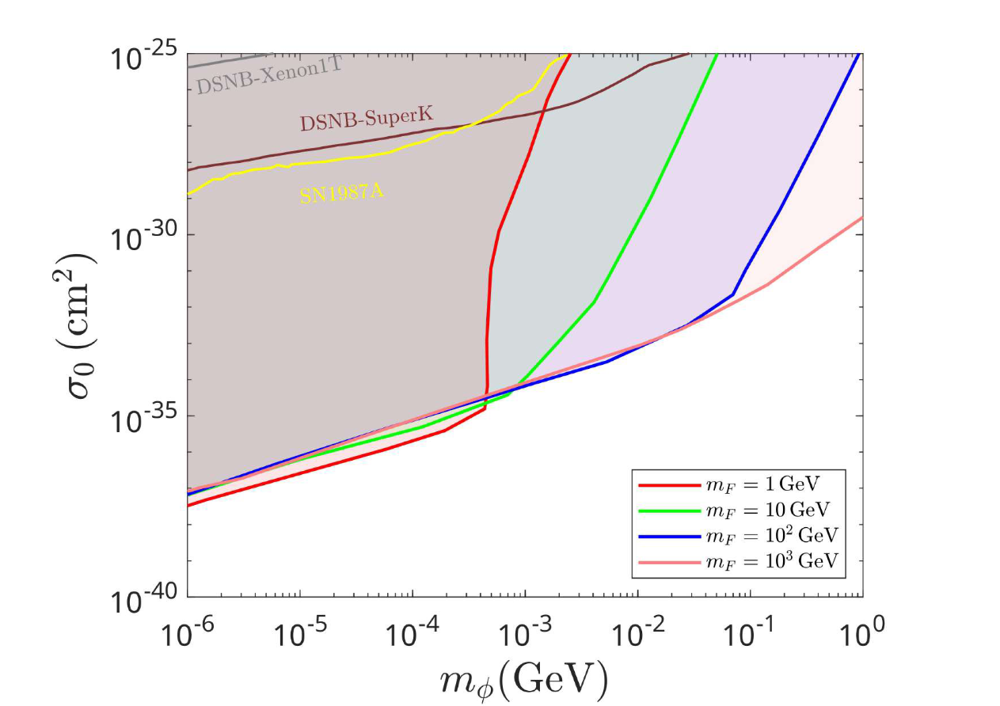 10^-25
DSNB-Xenon1T
DSNB-SuperK
SN1987A
10^-30
σ_0 (cm^2)
10^-35
m_F = 1 GeV
m_F = 10 GeV
m_F = 10^2 GeV
m_F = 10^3 GeV
10^-40
10^-6 10^-5 10^-4 10^-3 10^-2 10^-1 10^0
m_ϕ(GeV)